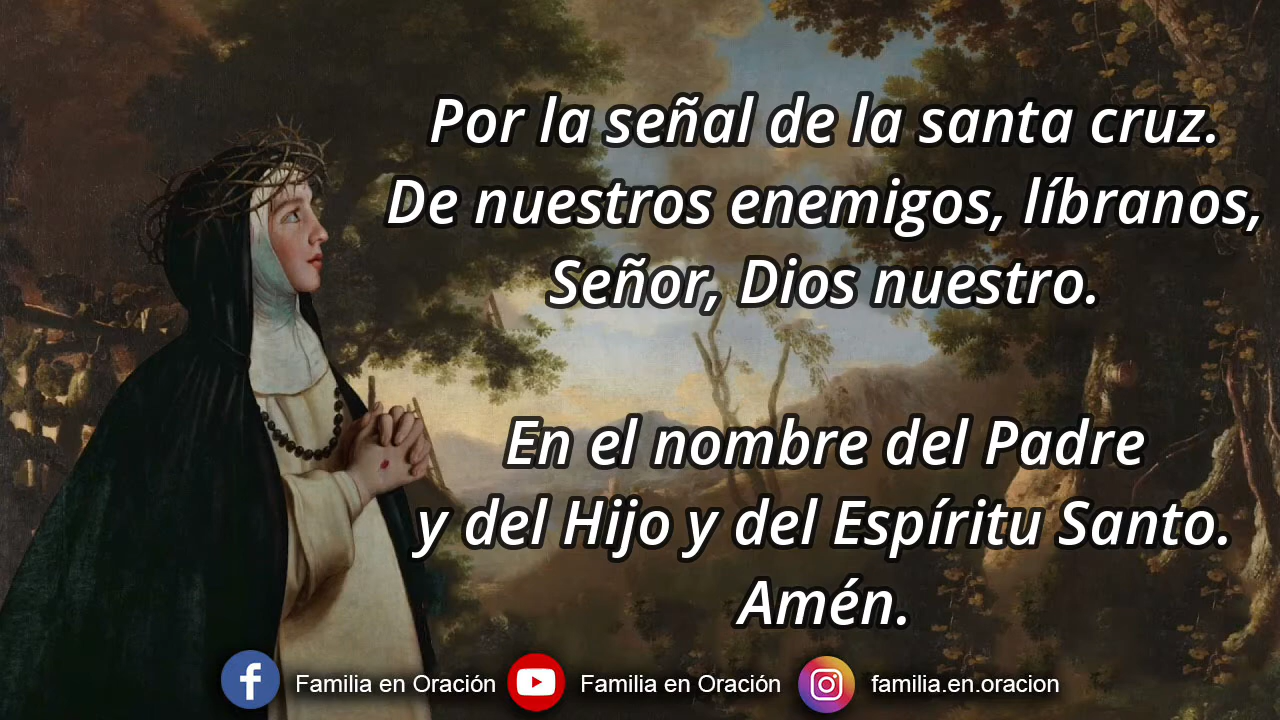 Por la señal de la santa cruz.
De nuestros enemigos, líbranos,
Señor, Dios nuestro.
En el nombre del Padre
y del Hijo y del Espíritu Santo.
Amén.
Familia en Oración Familia en Oración familia.en.oracion